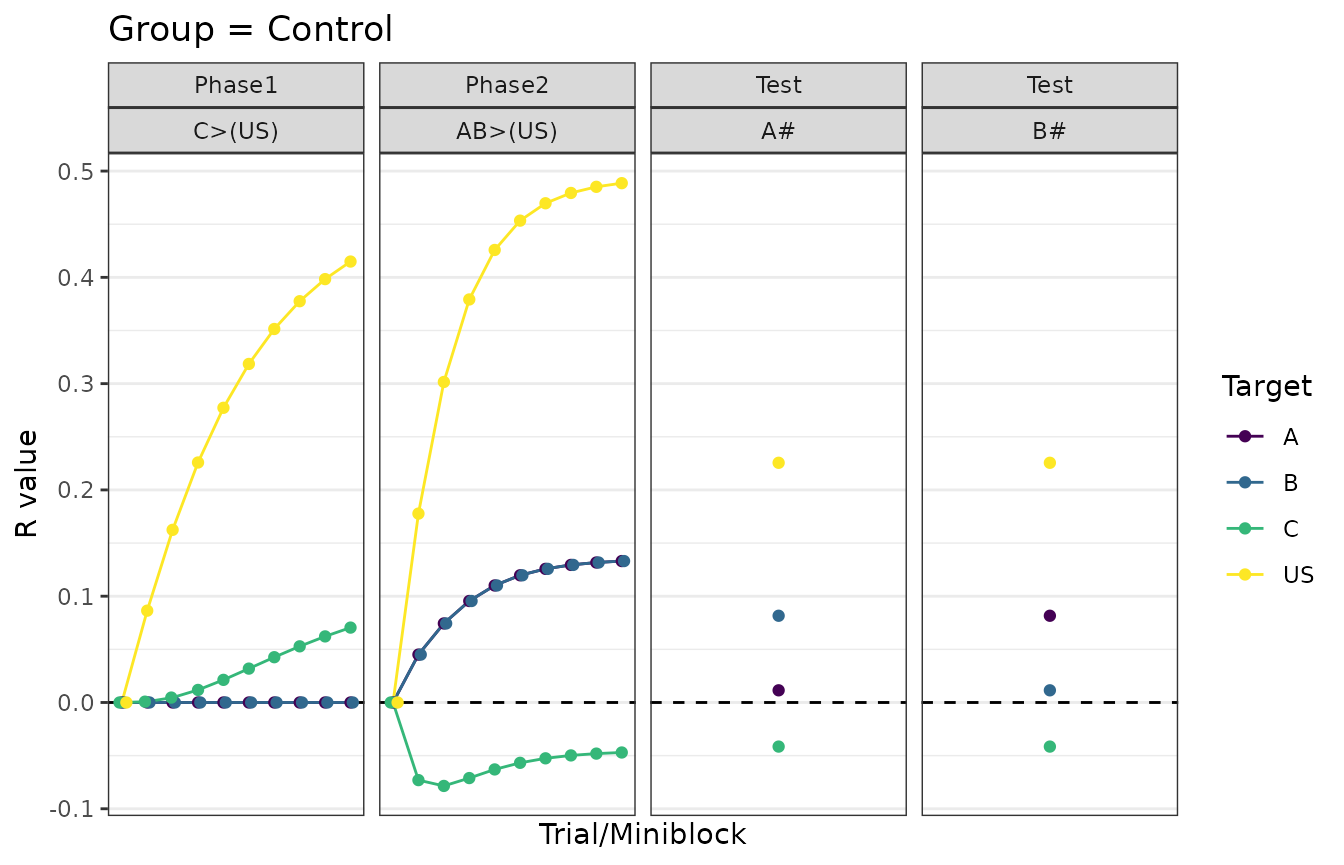 Group = Control
Phase1
Phase2
Test
Test
C>(US)
AB>(US)
A#
B#
0.5
0.4
0.3
0.2
0.1
0.0
-0.1
R value
Trial/Miniblock
Target
A
B
C
US